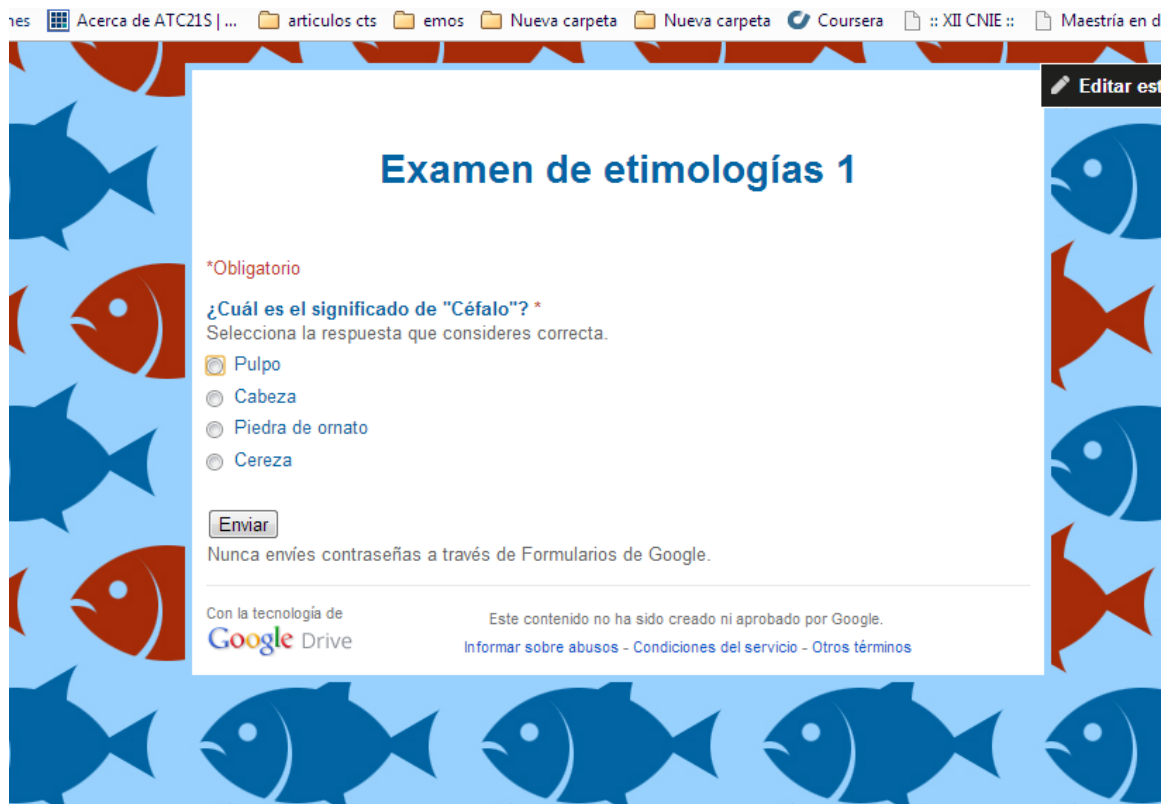 nes Acerca de ATC21S | ... articulos cts emos Nueva carpeta Nueva carpeta Coursera :: XII CNIE :: Maestría en d
Editar est
Examen de etimologías 1
*Obligatorio
¿Cuál es el significado de "Céfalo"? *
Selecciona la respuesta que consideres correcta.
Pulpo
Cabeza
Piedra de ornato
Cereza
Enviar
Nunca envíes contraseñas a través de Formularios de Google.
Con la tecnología de
Google Drive
Este contenido no ha sido creado ni aprobado por Google.
Informar sobre abusos - Condiciones del servicio - Otros términos